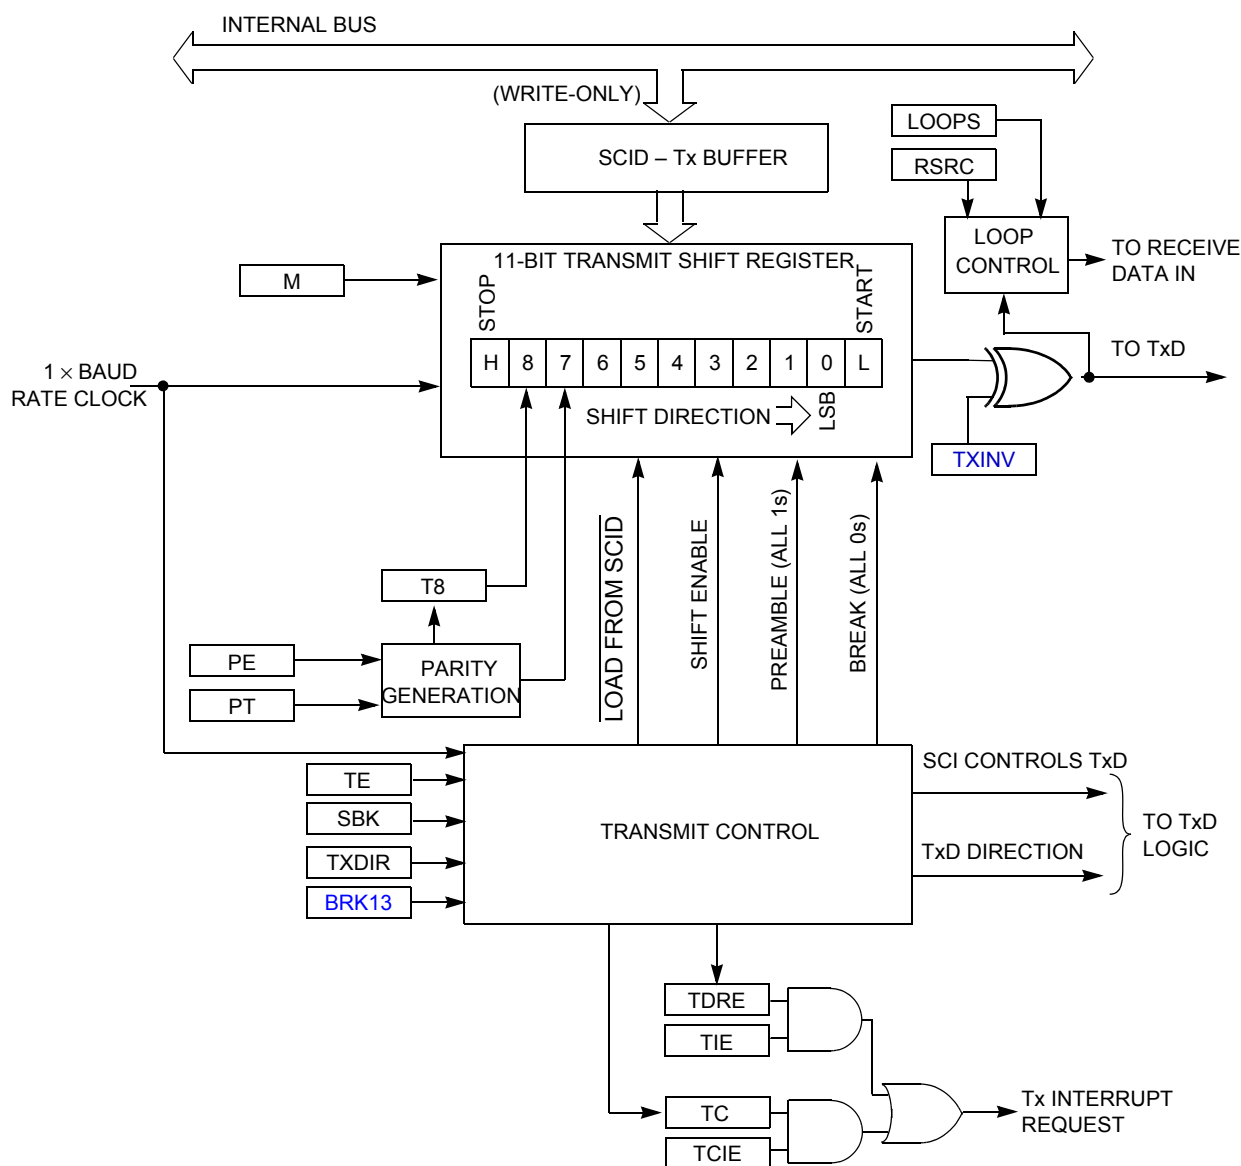 INTERNAL BUS
(WRITE-ONLY)
SCID – Tx BUFFER
LOOPS
RSRC
LOOP
CONTROL
TO RECEIVE
DATA IN
11-BIT TRANSMIT SHIFT REGISTER
M
STOP
START
H 8 7 6 5 4 3 2 1 0 L
1 × BAUD
RATE CLOCK
SHIFT DIRECTION
LSB
TO TxD
TXINV
LOAD FROM SCID
SHIFT ENABLE
PREAMBLE (ALL 1s)
BREAK (ALL 0s)
T8
PE
PT
PARITY
GENERATION
TE
SBK
TXDIR
BRK13
TRANSMIT CONTROL
SCI CONTROLS TxD
TxD DIRECTION
TO TxD
LOGIC
TDRE
TIE
TC
TCIE
Tx INTERRUPT
REQUEST